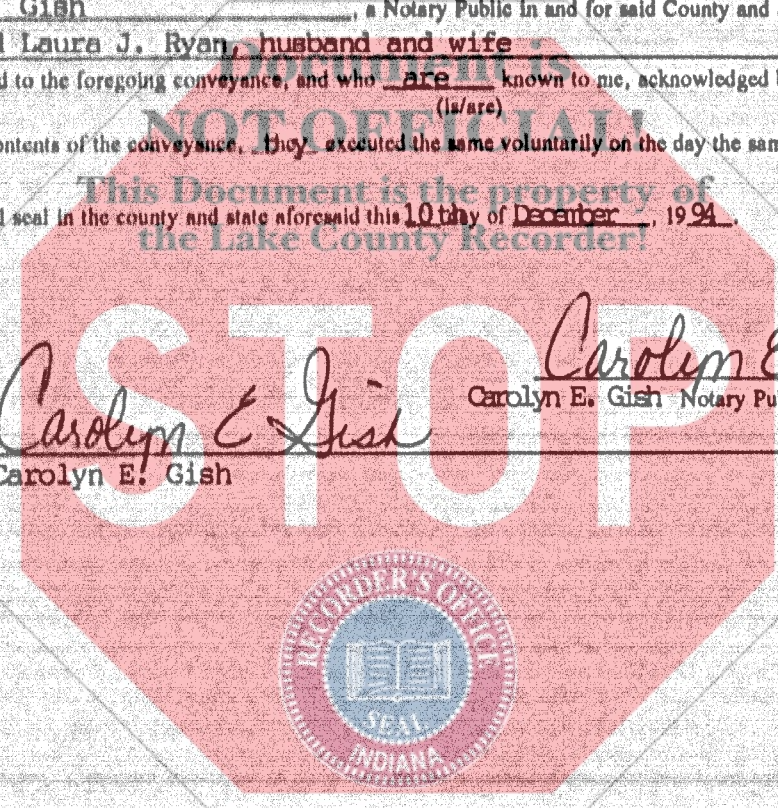 Gish, a Notary Public in and for said County and
Laura J. Ryan, husband and wife
Document is
d to the foregoing conveyance, and who are known to me, acknowledged
(is/are)
NOT OFFICIAL!
ontents of the conveyance, they executed the same voluntarily on the day the sam
This Document is the property of
l seal in the county and state aforesaid this 10th day of December, 1994.
the Lake County Recorder!
STOP
Carolyn E
Carolyn E. Gish Notary Pu
Carolyn E Gish
Carolyn E. Gish
RECORDER'S OFFICE
SEAL
INDIANA